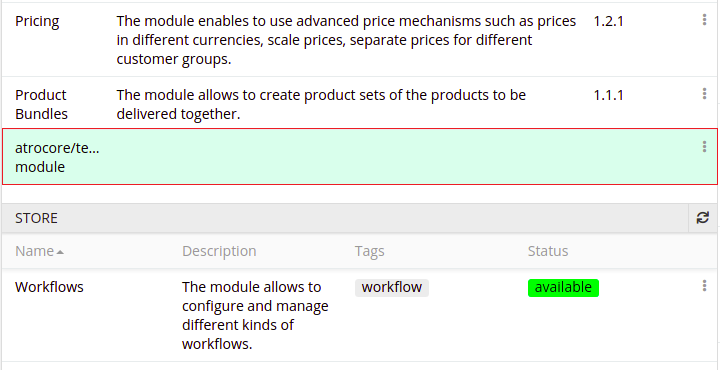 Pricing The module enables to use advanced price mechanisms such as prices 1.2.1
in different currencies, scale prices, separate prices for different
customer groups.
Product The module allows to create product sets of the products to be 1.1.1
Bundles delivered together.
atrocore/te...
module
STORE
Name Description Tags Status
Workflows The module allows to workflow available
configure and manage
different kinds of
workflows.